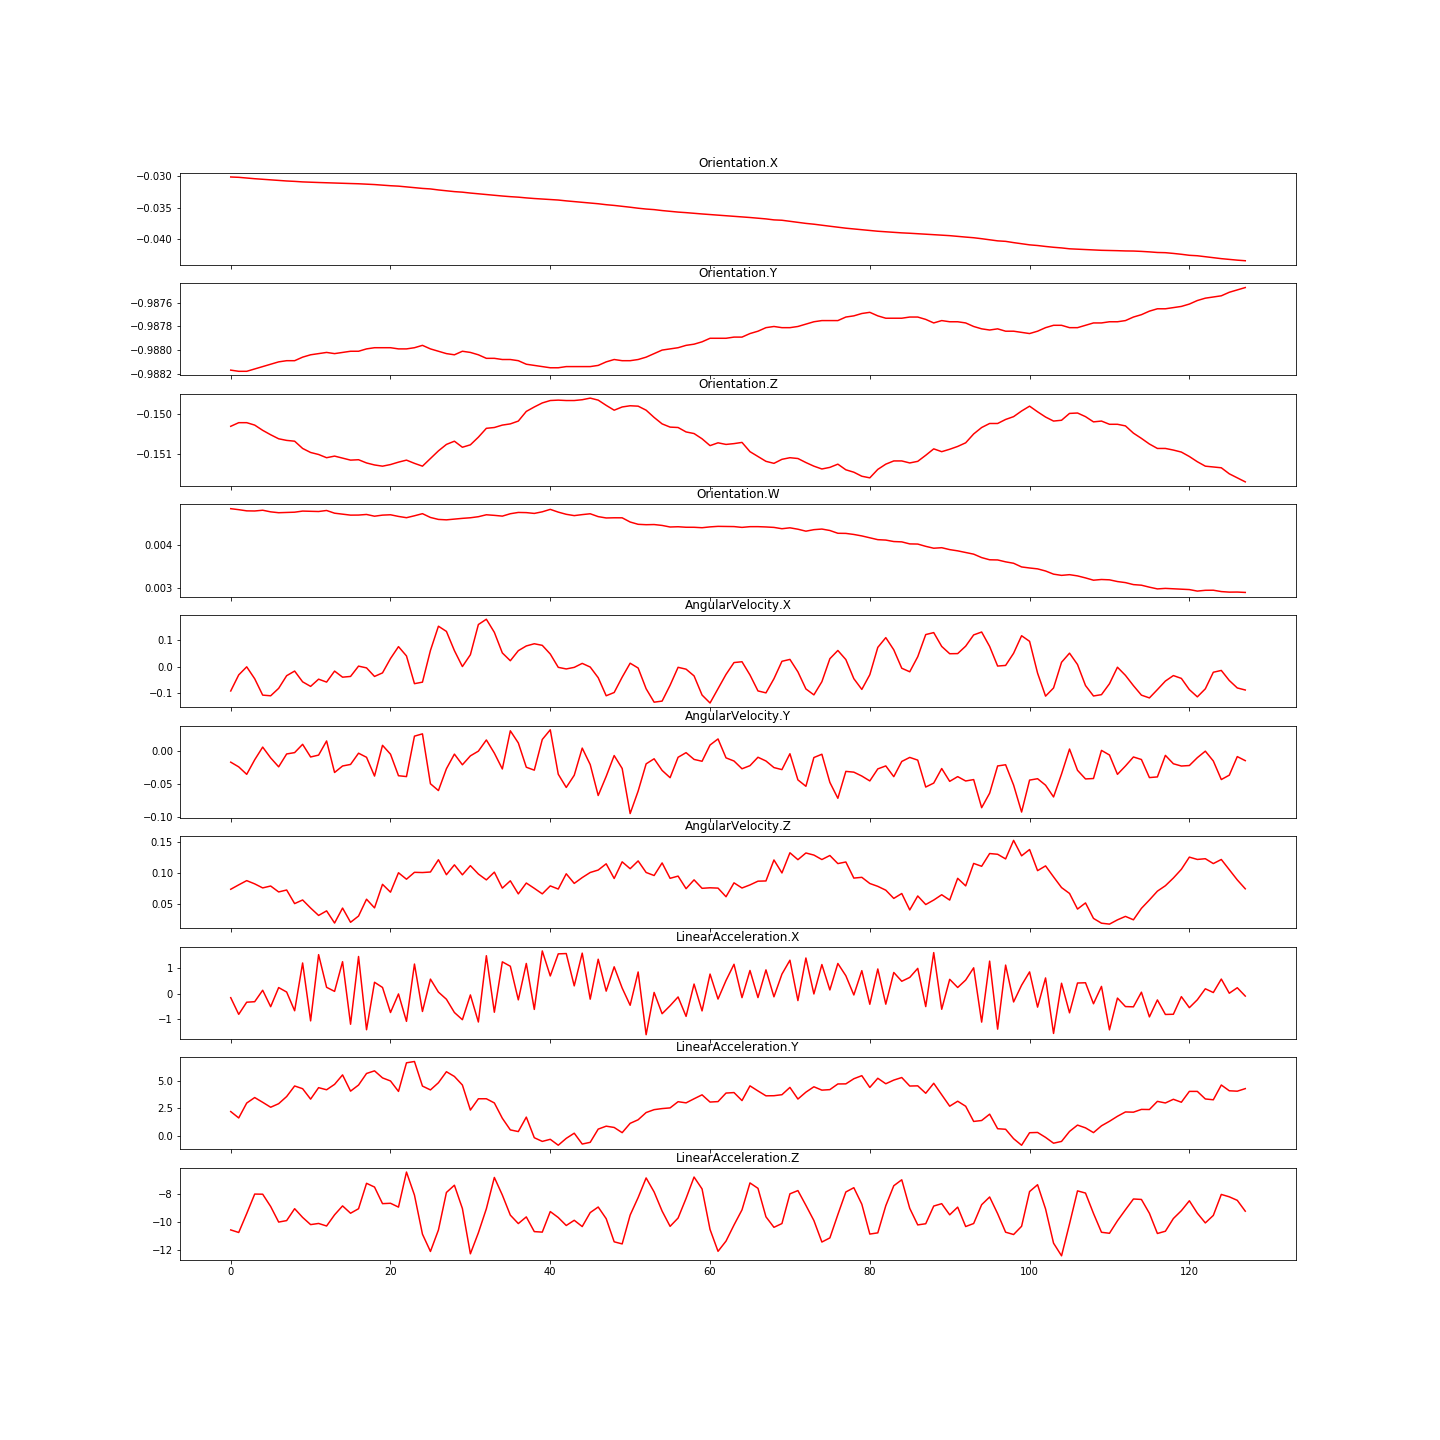 Orientation.X
−0.030
−0.035
−0.040
Orientation.Y
−0.9876
−0.9878
−0.9880
−0.9882
Orientation.Z
−0.150
−0.151
Orientation.W
0.004
0.003
AngularVelocity.X
0.1
0.0
−0.1
AngularVelocity.Y
0.00
−0.05
−0.10
AngularVelocity.Z
0.15
0.10
0.05
LinearAcceleration.X
1
0
−1
LinearAcceleration.Y
5.0
2.5
0.0
LinearAcceleration.Z
−8
−10
−12
0 20 40 60 80 100 120